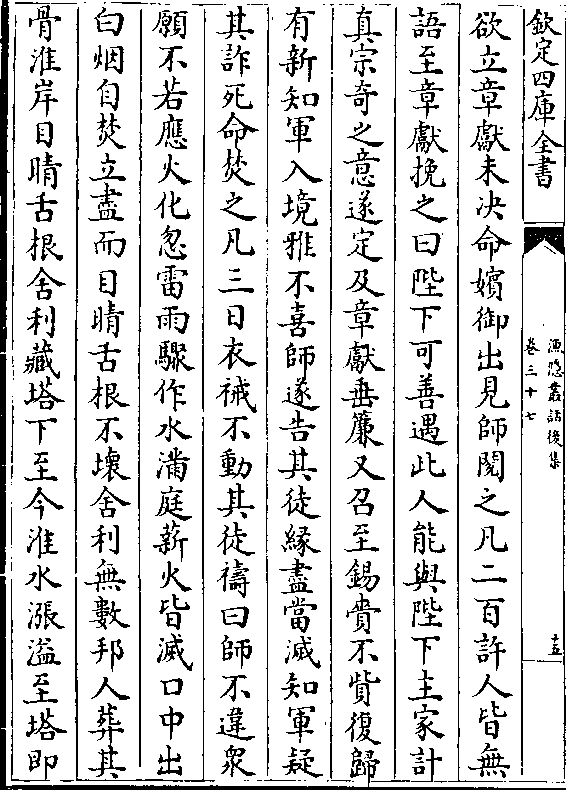 欽定四庫全書
漁隠叢話後集
卷三十七
十五
欲立章獻未决命嬪御出見師閱之凡二百許人皆無
語至章獻挽之曰陛下可善遇此人能與陛下主家計
真宗奇之意遂定及章獻垂簾又召至錫賚不貲復歸
有新知軍入境雅不喜師遂告其徒緣盡當滅知軍疑
其詐死命焚之凡三日衣裓不動其徒禱曰師不違衆
願不若應火化忽雷雨驟作水滿庭薪火皆滅口中出
白烟自焚立盡而目睛舌根不壞舍利無數邦人葬其
骨淮岸目睛舌根舍利藏塔下至今淮水漲溢至塔即